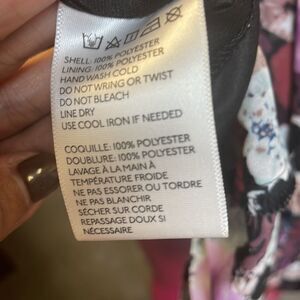 SHELL: 100% POLYESTER
LINING: 100% POLYESTER
HAND WASH COLD
DO NOT WRING OR TWIST
DO NOT BLEACH
LINE DRY
USE COOL IRON IF NEEDED
COQUILLE: 100% POLYESTER
DOUBLURE: 100% POLYESTER
LAVAGE À LA MAIN À
TEMPÉRATURE FROIDE
NE PAS ESSORER OU TORDRE
NE PAS BLANCHIR
SÉCHER SUR CORDE
REPASSAGE DOUX SI
NÉCESSAIRE